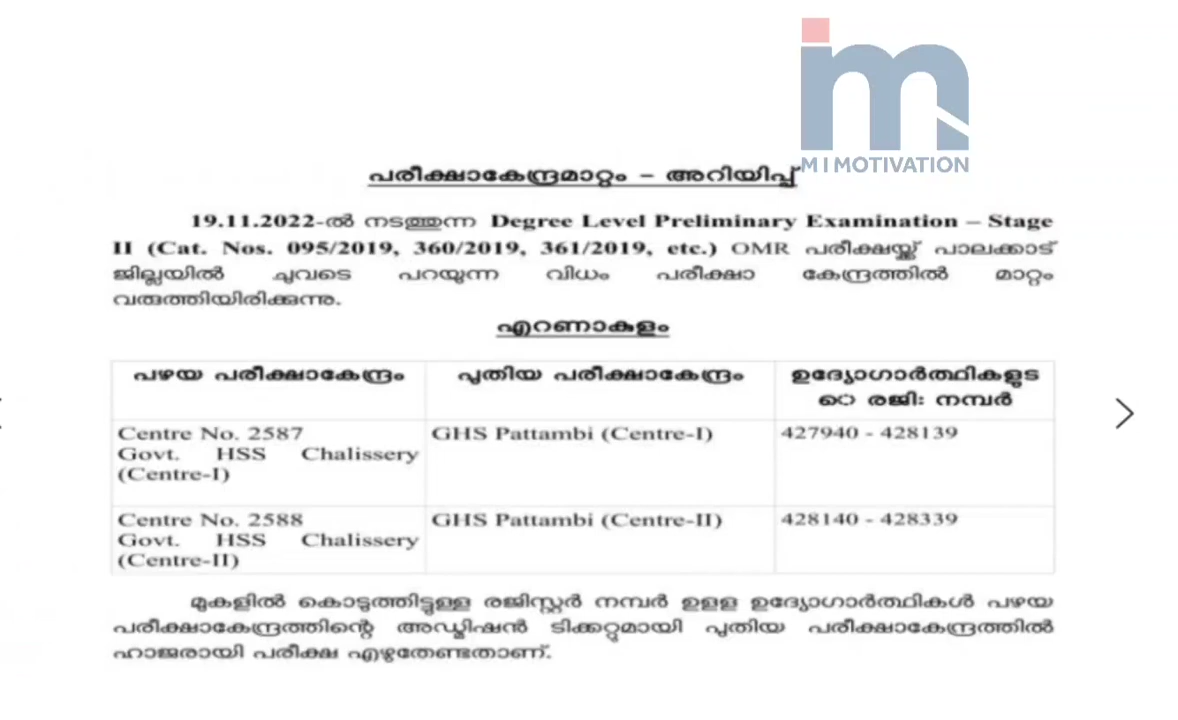 im
M I MOTIVATION
പരീക്ഷാകേന്ദ്രമാറ്റം – അറിയിപ്പ്
19.11.2022-ൽ നടത്തുന്ന Degree Level Preliminary Examination – Stage
II (Cat. Nos. 095/2019, 360/2019, 361/2019, etc.) OMR പരീക്ഷയ്ക്ക് പാലക്കാട്
ജില്ലയിൽ ചുവടെ പറയുന്ന വിധം പരീക്ഷാ കേന്ദ്രത്തിൽ മാറ്റം
വരുത്തിയിരിക്കുന്നു.
എറണാകുളം
പഴയ പരീക്ഷാകേന്ദ്രം പുതിയ പരീക്ഷാകേന്ദ്രം ഉദ്യോഗാർത്ഥികളുട
െ രജി: നമ്പർ
Centre No. 2587 GHS Pattambi (Centre-I) 427940 - 428139
Govt. HSS Chalissery
(Centre-I)
Centre No. 2588 GHS Pattambi (Centre-II) 428140 - 428339
Govt. HSS Chalissery
(Centre-II)
മുകളിൽ കൊടുത്തിട്ടുള്ള രജിസ്റ്റർ നമ്പർ ഉളള ഉദ്യോഗാർത്ഥികൾ പഴയ
പരീക്ഷാകേന്ദ്രത്തിന്റെ അഡ്മിഷൻ ടിക്കറ്റുമായി പുതിയ പരീക്ഷാകേന്ദ്രത്തിൽ
ഹാജരായി പരീക്ഷ എഴുതേണ്ടതാണ്.